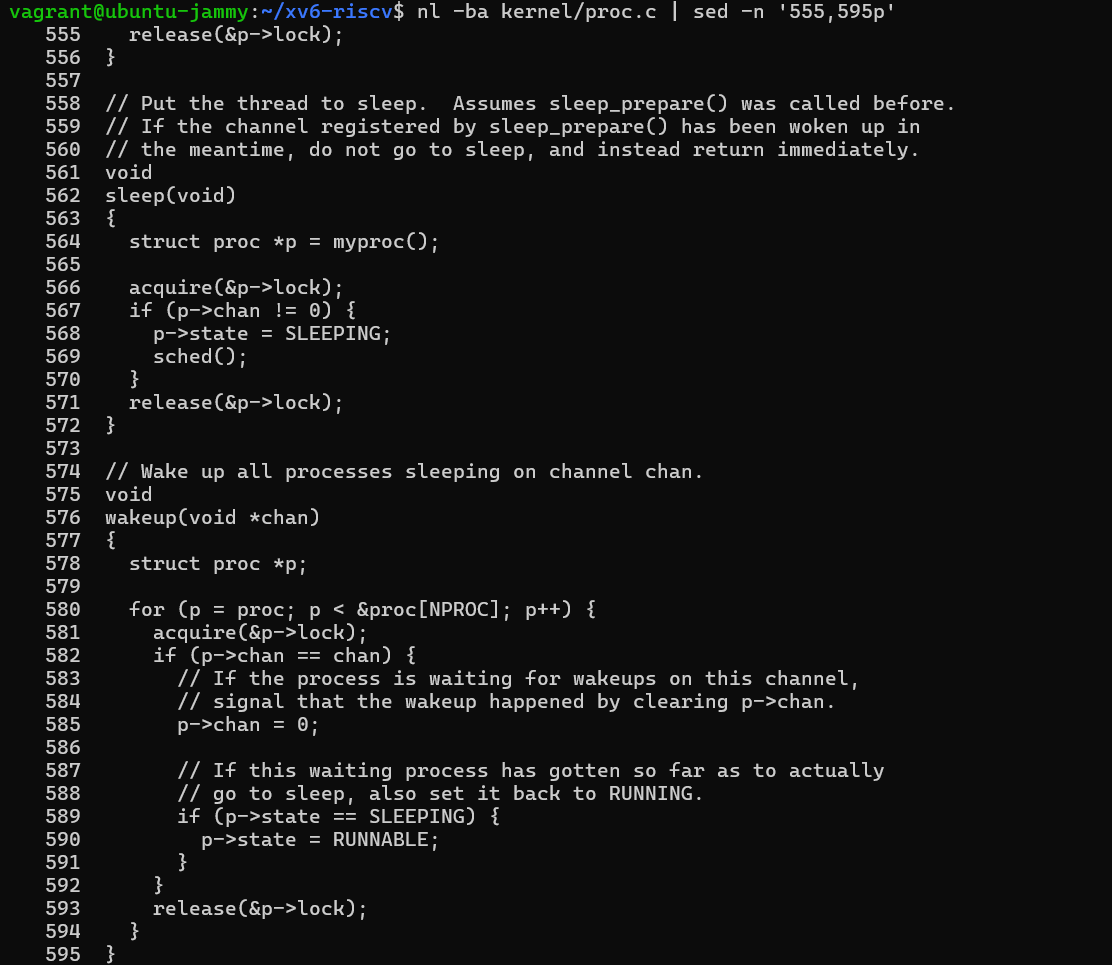 vagrant@ubuntu-jammy:~/xv6-riscv$ nl -ba kernel/proc.c | sed -n '555,595p'
   555	  release(&p->lock);
   556	}
   557
   558	// Put the thread to sleep.  Assumes sleep_prepare() was called before.
   559	// If the channel registered by sleep_prepare() has been woken up in
   560	// the meantime, do not go to sleep, and instead return immediately.
   561	void
   562	sleep(void)
   563	{
   564	  struct proc *p = myproc();
   565
   566	  acquire(&p->lock);
   567	  if (p->chan != 0) {
   568	    p->state = SLEEPING;
   569	    sched();
   570	  }
   571	  release(&p->lock);
   572	}
   573
   574	// Wake up all processes sleeping on channel chan.
   575	void
   576	wakeup(void *chan)
   577	{
   578	  struct proc *p;
   579
   580	  for (p = proc; p < &proc[NPROC]; p++) {
   581	    acquire(&p->lock);
   582	    if (p->chan == chan) {
   583	      // If the process is waiting for wakeups on this channel,
   584	      // signal that the wakeup happened by clearing p->chan.
   585	      p->chan = 0;
   586
   587	      // If this waiting process has gotten so far as to actually
   588	      // go to sleep, also set it back to RUNNING.
   589	      if (p->state == SLEEPING) {
   590	        p->state = RUNNABLE;
   591	      }
   592	    }
   593	    release(&p->lock);
   594	  }
   595	}